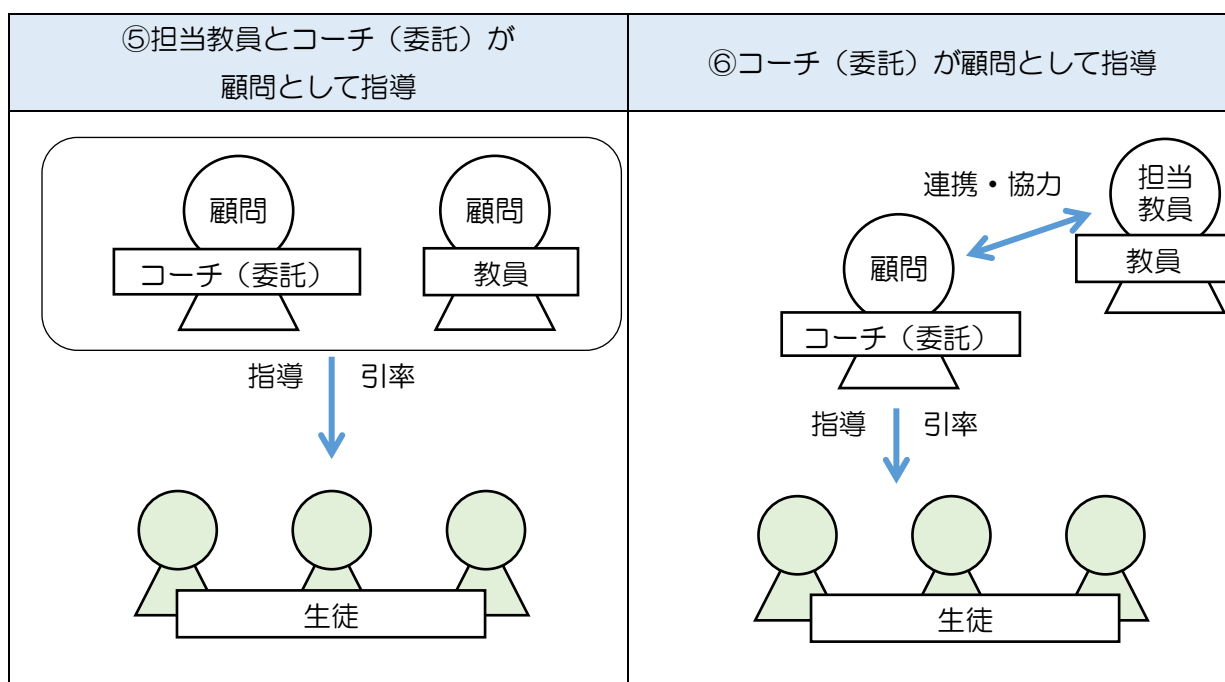 ⑤担当教員とコーチ（委託）が
顧問として指導
⑥コーチ（委託）が顧問として指導
顧問
顧問
コーチ（委託）
教員
指導
引率
生徒
連携・協力
担当
教員
教員
顧問
コーチ（委託）
指導
引率
生徒